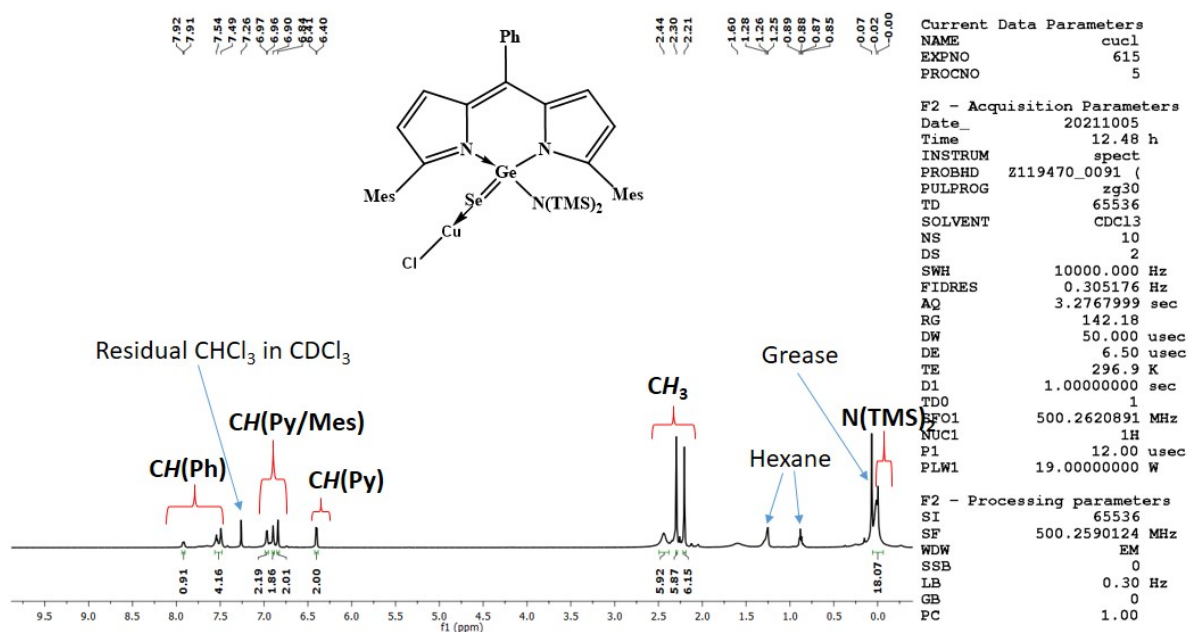 7.92
7.91
7.54
7.49
7.26
6.97
6.96
6.90
6.84
6.41
6.40
2.44
2.30
2.21
1.60
1.28
1.26
1.25
0.89
0.88
0.87
0.85
0.07
0.02
-0.00
Ph
N
N
Mes
Ge
Mes
Se
N(TMS)2
Cu
Cl
Current Data Parameters
NAME cucl
EXPNO 615
PROCNO 5
F2 - Acquisition Parameters
Date_ 20211005
Time 12.48 h
INSTRUM spect
PROBHD Z119470_0091 (
PULPROG zg30
TD 65536
SOLVENT CDCl3
NS 10
DS 2
SWH 10000.000 Hz
FIDRES 0.305176 Hz
AQ 3.2767999 sec
RG 142.18
DW 50.000 usec
DE 6.50 usec
TE 296.9 K
D1 1.00000000 sec
TD0 1
SFO1 500.2620891 MHz
NUC1 1H
P1 12.00 usec
PLW1 19.00000000 W
F2 - Processing parameters
SI 65536
SF 500.2590124 MHz
WDW EM
SSB 0
LB 0.30 Hz
GB 0
PC 1.00
Residual CHCl3 in CDCl3
CH(Ph)
CH(Py/Mes)
CH(Py)
CH3
Hexane
Grease
N(TMS)2
0.91
4.16
2.19
1.86
2.01
2.00
5.92
5.87
6.15
18.07
9.5 9.0 8.5 8.0 7.5 7.0 6.5 6.0 5.5 5.0 4.5 4.0 3.5 3.0 2.5 2.0 1.5 1.0 0.5 0.0
f1 (ppm)